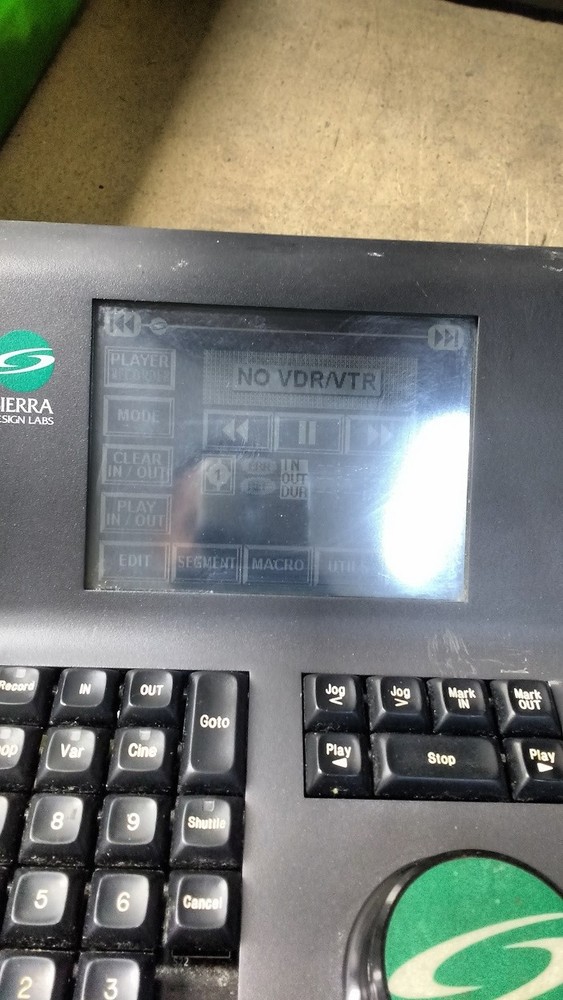 IERRA
SIGN LABS
PLAYER
NO VDR/VTR
MODE
CLEAR
IN / OUT
1
IN
OUT
DUR
PLAY
IN / OUT
EDIT
SEGMENT
MACRO
Record
IN
OUT
Goto
Jog
<
Jog
>
Mark
IN
Mark
OUT
Var
Cine
Play
Stop
Play
8
9
Shuttle
5
6
Cancel
2
3